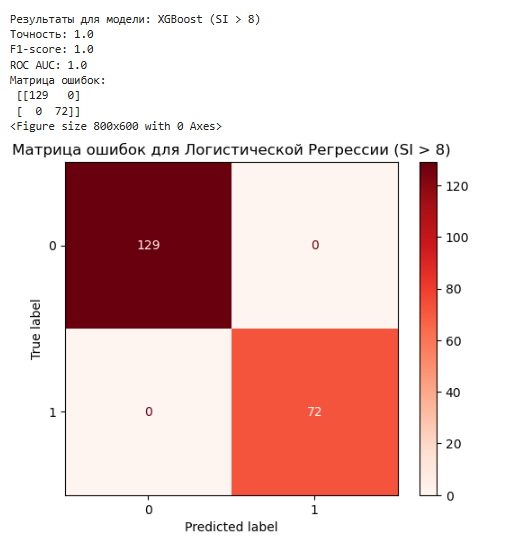 Результаты для модели: XGBoost (SI > 8)
Точность: 1.0
F1-score: 1.0
ROC AUC: 1.0
Матрица ошибок:
[[129   0]
[  0  72]]
<Figure size 800x600 with 0 Axes>
Матрица ошибок для Логистической Регрессии (SI > 8)
120
100
80
60
40
20
0
True label
0
1
129
0
0
72
0
1
Predicted label